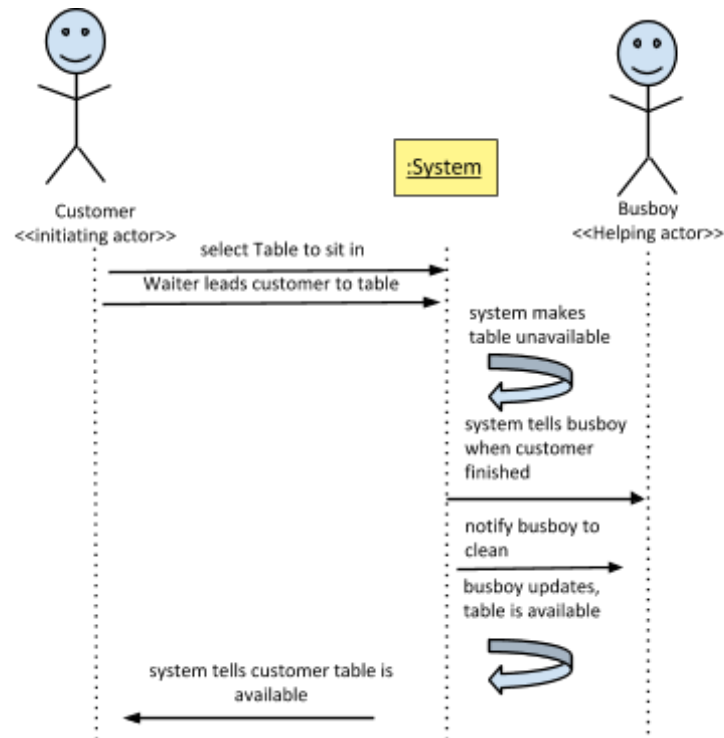 :System
Customer
<<initiating actor>>
Busboy
<<Helping actor>>
select Table to sit in
Waiter leads customer to table
system makes
table unavailable
system tells busboy
when customer
finished
notify busboy to
clean
busboy updates,
table is available
system tells customer table is
available